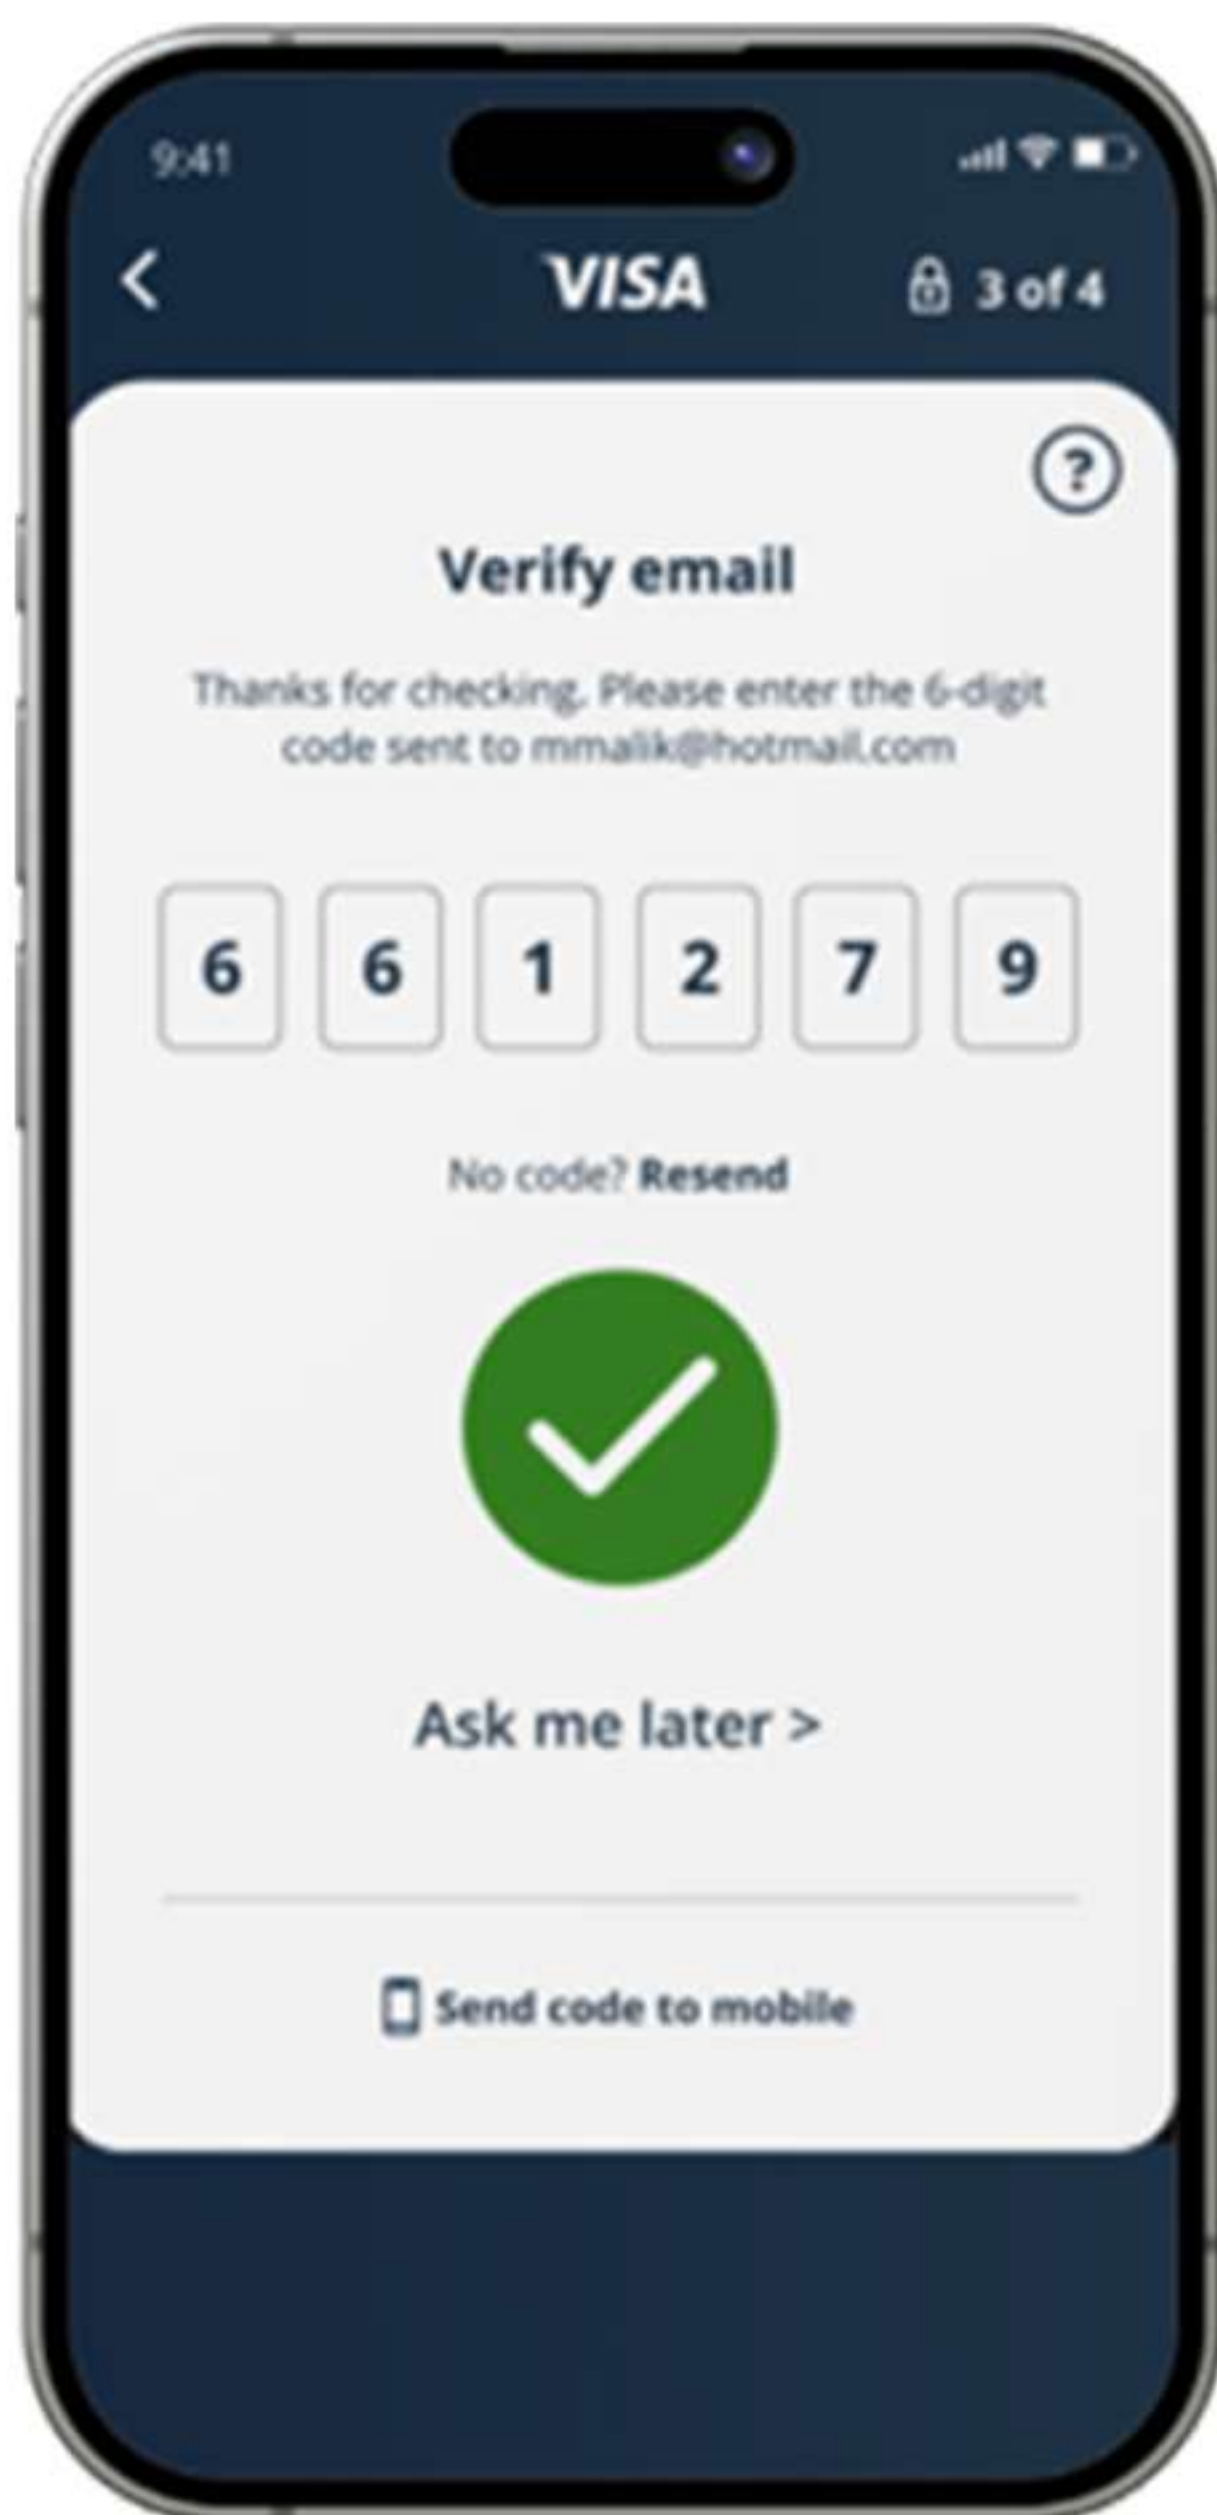 9:41
VISA
3 of 4
?
Verify email
Thanks for checking. Please enter the 6-digit
code sent to mmalik@hotmail.com
6 6 1 2 7 9
No code? Resend
Ask me later >
Send code to mobile